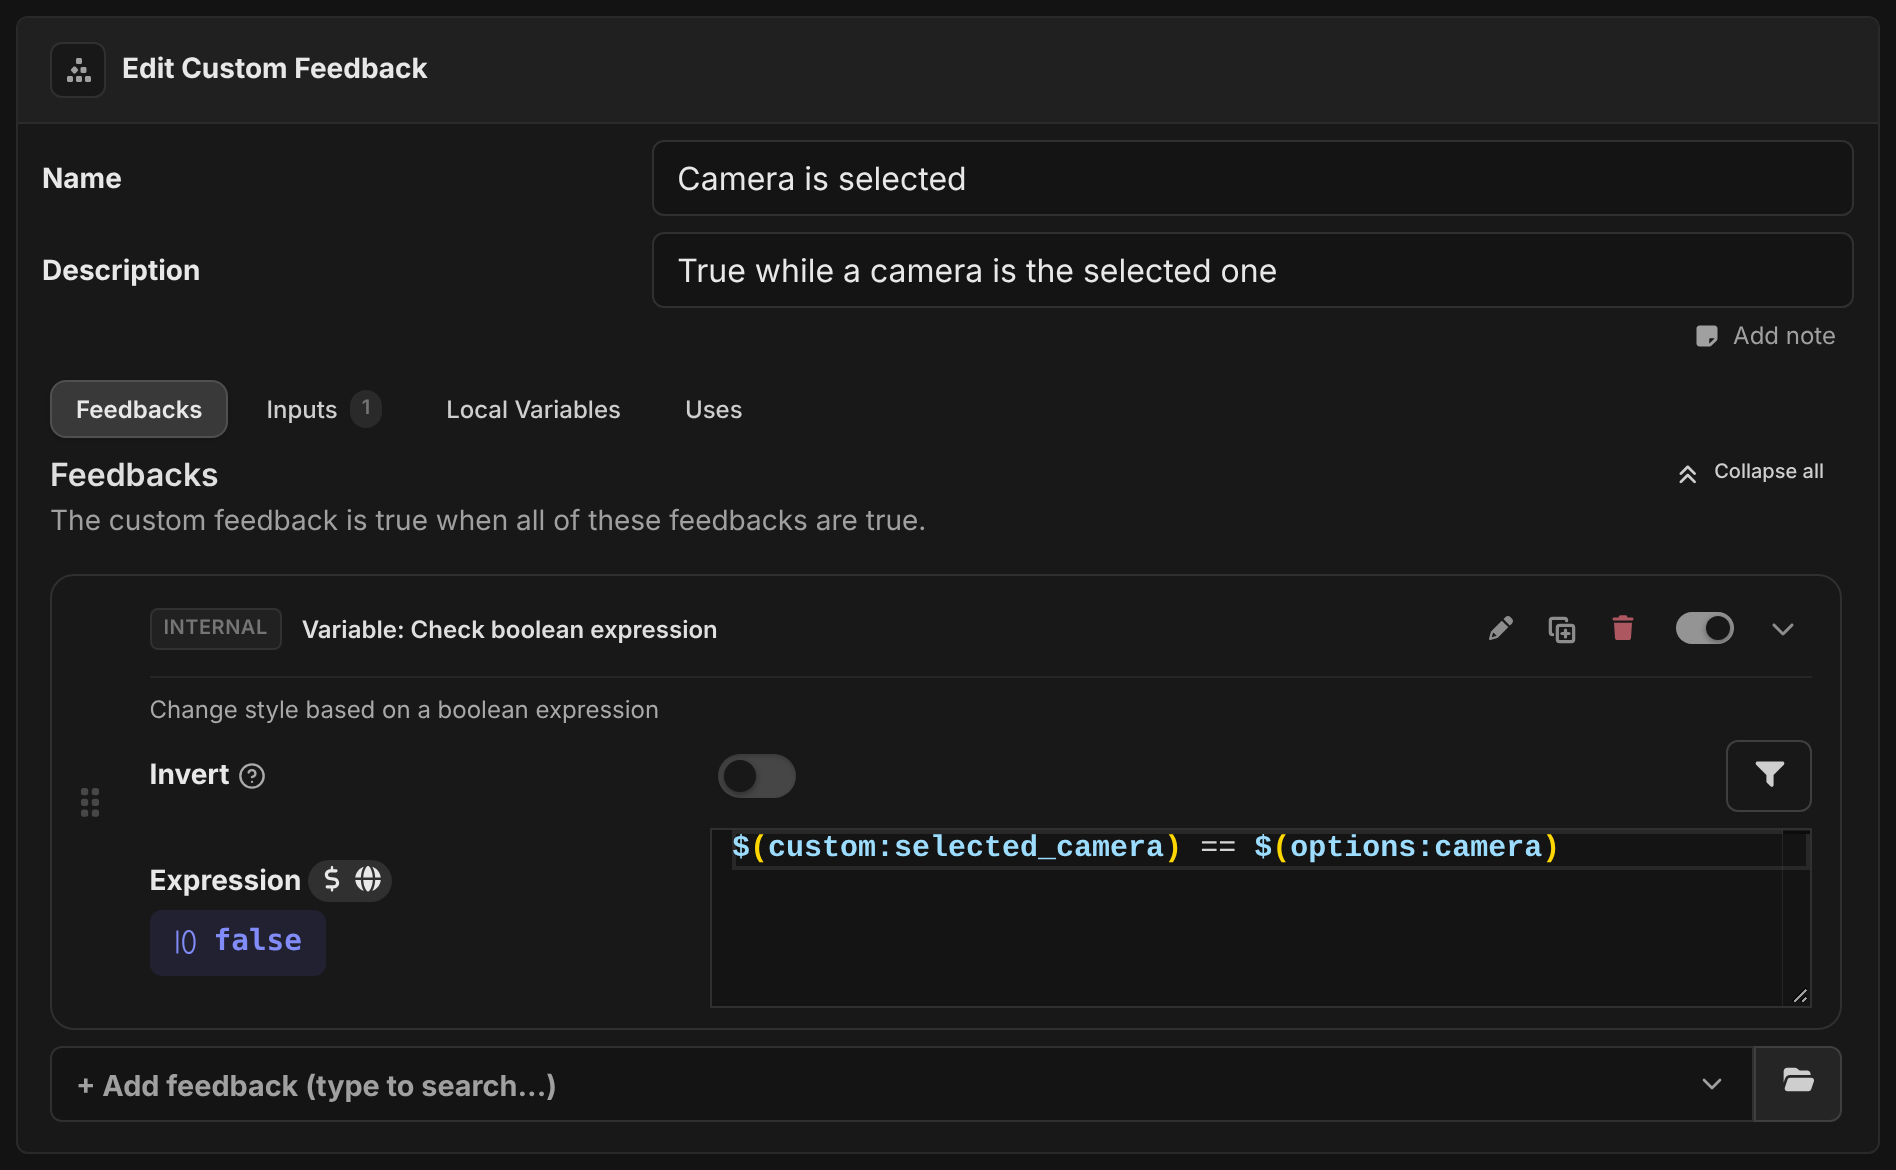 Edit Custom Feedback
Name
Camera is selected
Description
True while a camera is the selected one
Add note
Feedbacks
Inputs 1
Local Variables
Uses
Feedbacks
Collapse all
The custom feedback is true when all of these feedbacks are true.
INTERNAL
Variable: Check boolean expression
Change style based on a boolean expression
Invert
$(custom:selected_camera) == $(options:camera)
Expression
false
+ Add feedback (type to search...)